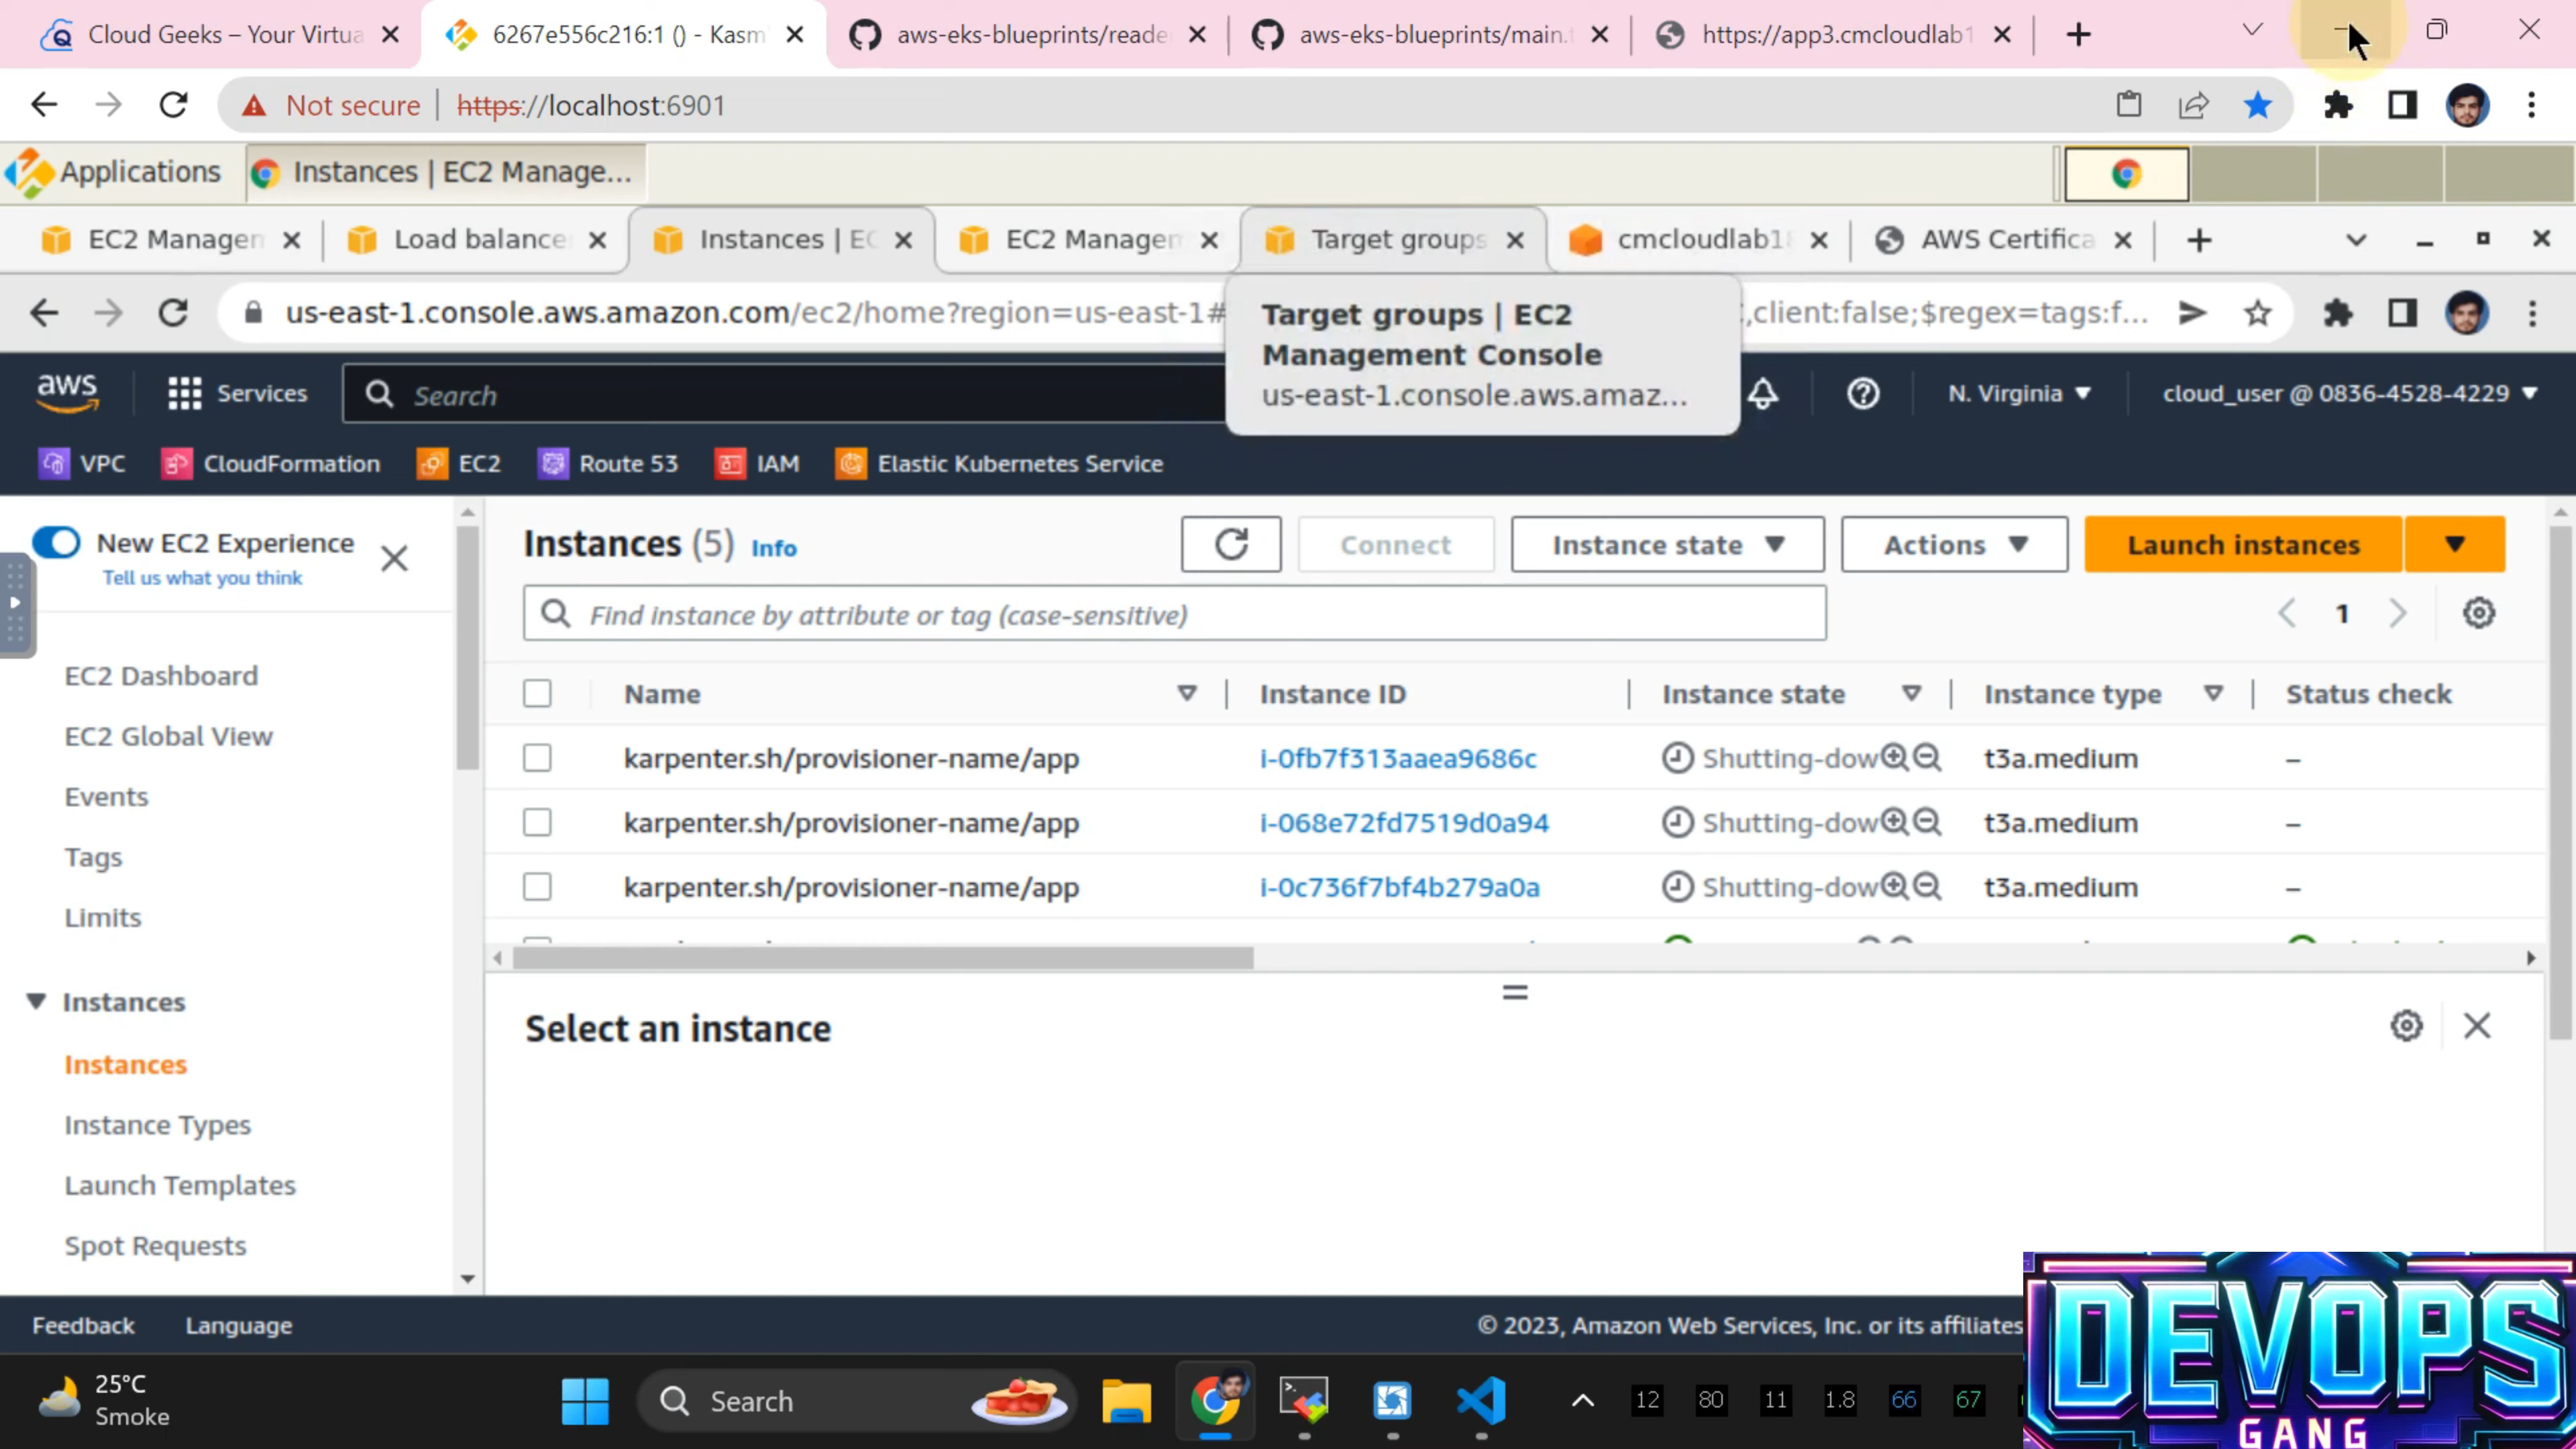 Cloud Geeks – Your Virtua
6267e556c216:1 () - Kasm
aws-eks-blueprints/reade
aws-eks-blueprints/main.
https://app3.cmcloudlab1
Not secure
https://localhost:6901
Applications
Instances | EC2 Manage...
EC2 Managem
Load balance
Instances | EC
EC2 Managem
Target groups
cmcloudlab18
AWS Certifica
us-east-1.console.aws.amazon.com/ec2/home?region=us-east-1#
,client:false;$regex=tags:f...
Target groups | EC2
Management Console
us-east-1.console.aws.amaz...
aws
Services
Search
N. Virginia
cloud_user @ 0836-4528-4229
VPC
CloudFormation
EC2
Route 53
IAM
Elastic Kubernetes Service
New EC2 Experience
Tell us what you think
EC2 Dashboard
EC2 Global View
Events
Tags
Limits
Instances
Instances
Instance Types
Launch Templates
Spot Requests
Instances (5) Info
Connect
Instance state
Actions
Launch instances
Find instance by attribute or tag (case-sensitive)
1
Name
Instance ID
Instance state
Instance type
Status check
karpenter.sh/provisioner-name/app i-0fb7f313aaea9686c Shutting-dow t3a.medium –
karpenter.sh/provisioner-name/app i-068e72fd7519d0a94 Shutting-dow t3a.medium –
karpenter.sh/provisioner-name/app i-0c736f7bf4b279a0a Shutting-dow t3a.medium –
Select an instance
Feedback
Language
© 2023, Amazon Web Services, Inc. or its affiliates
25°C
Smoke
Search
12
80
11
1.8
66
67
DEVOPS
GANG